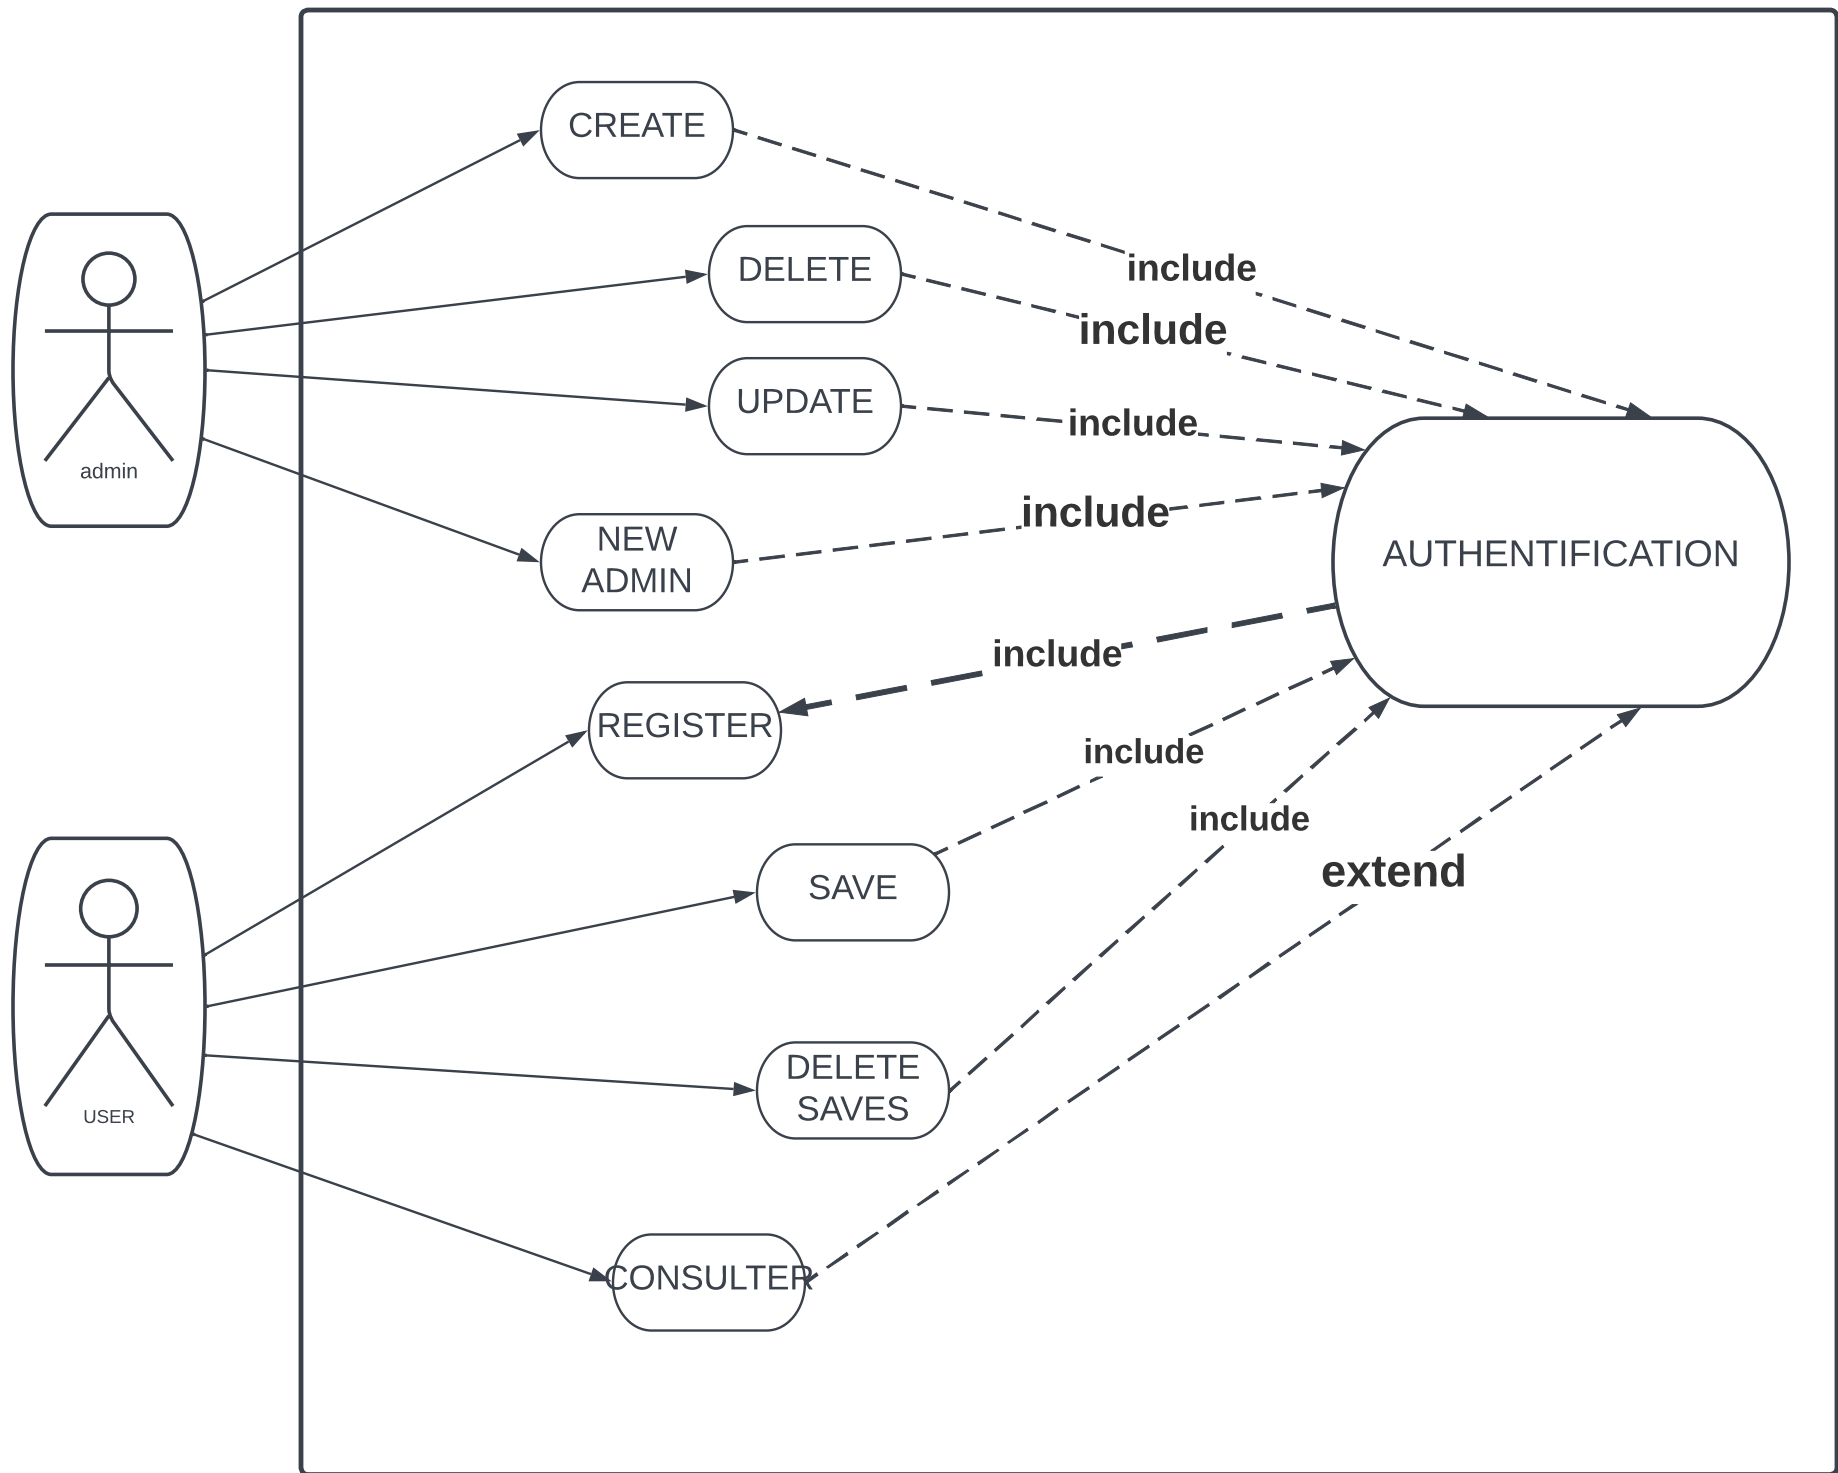 CREATE
include
DELETE
include
UPDATE
include
admin
include
NEW
ADMIN
AUTHENTIFICATION
include
REGISTER
include
include
extend
SAVE
DELETE
SAVES
USER
CONSULTER